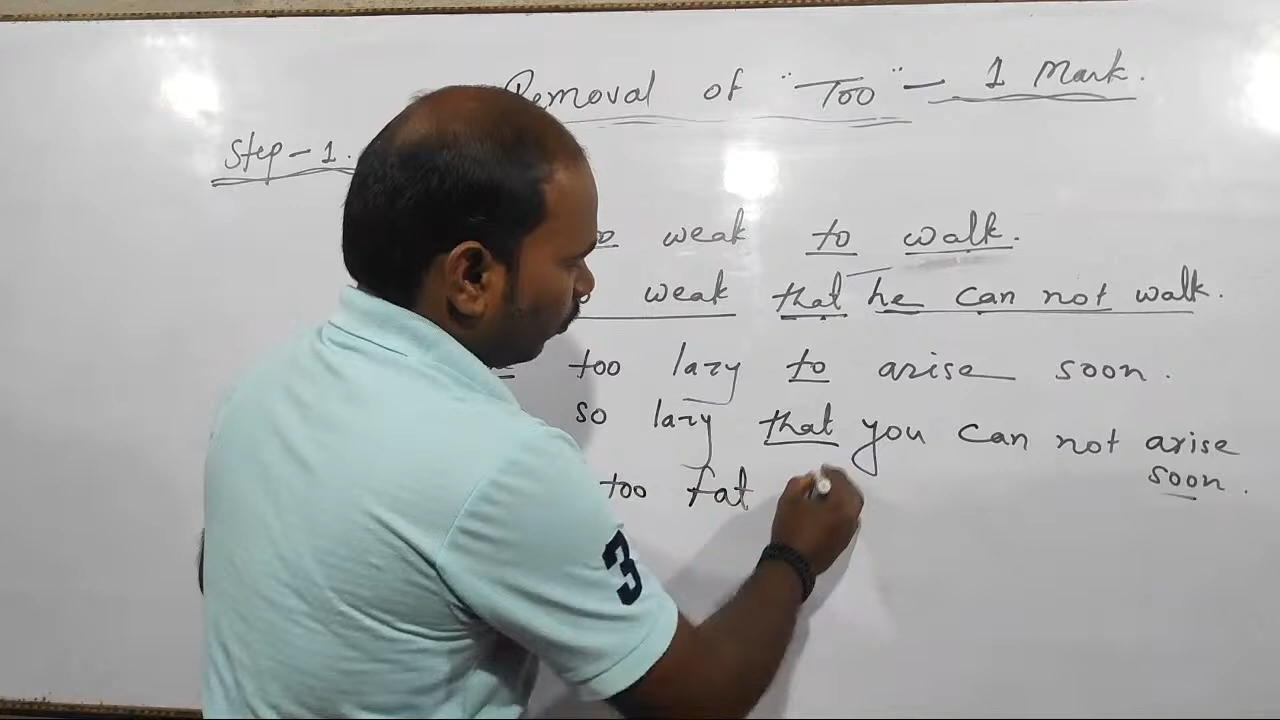 Removal of "Too" - 1 Mark.
Step - 1.
weak to walk.
weak that he can not walk.
too lazy to arise soon.
so lazy that you can not arise
soon.
too fat
3